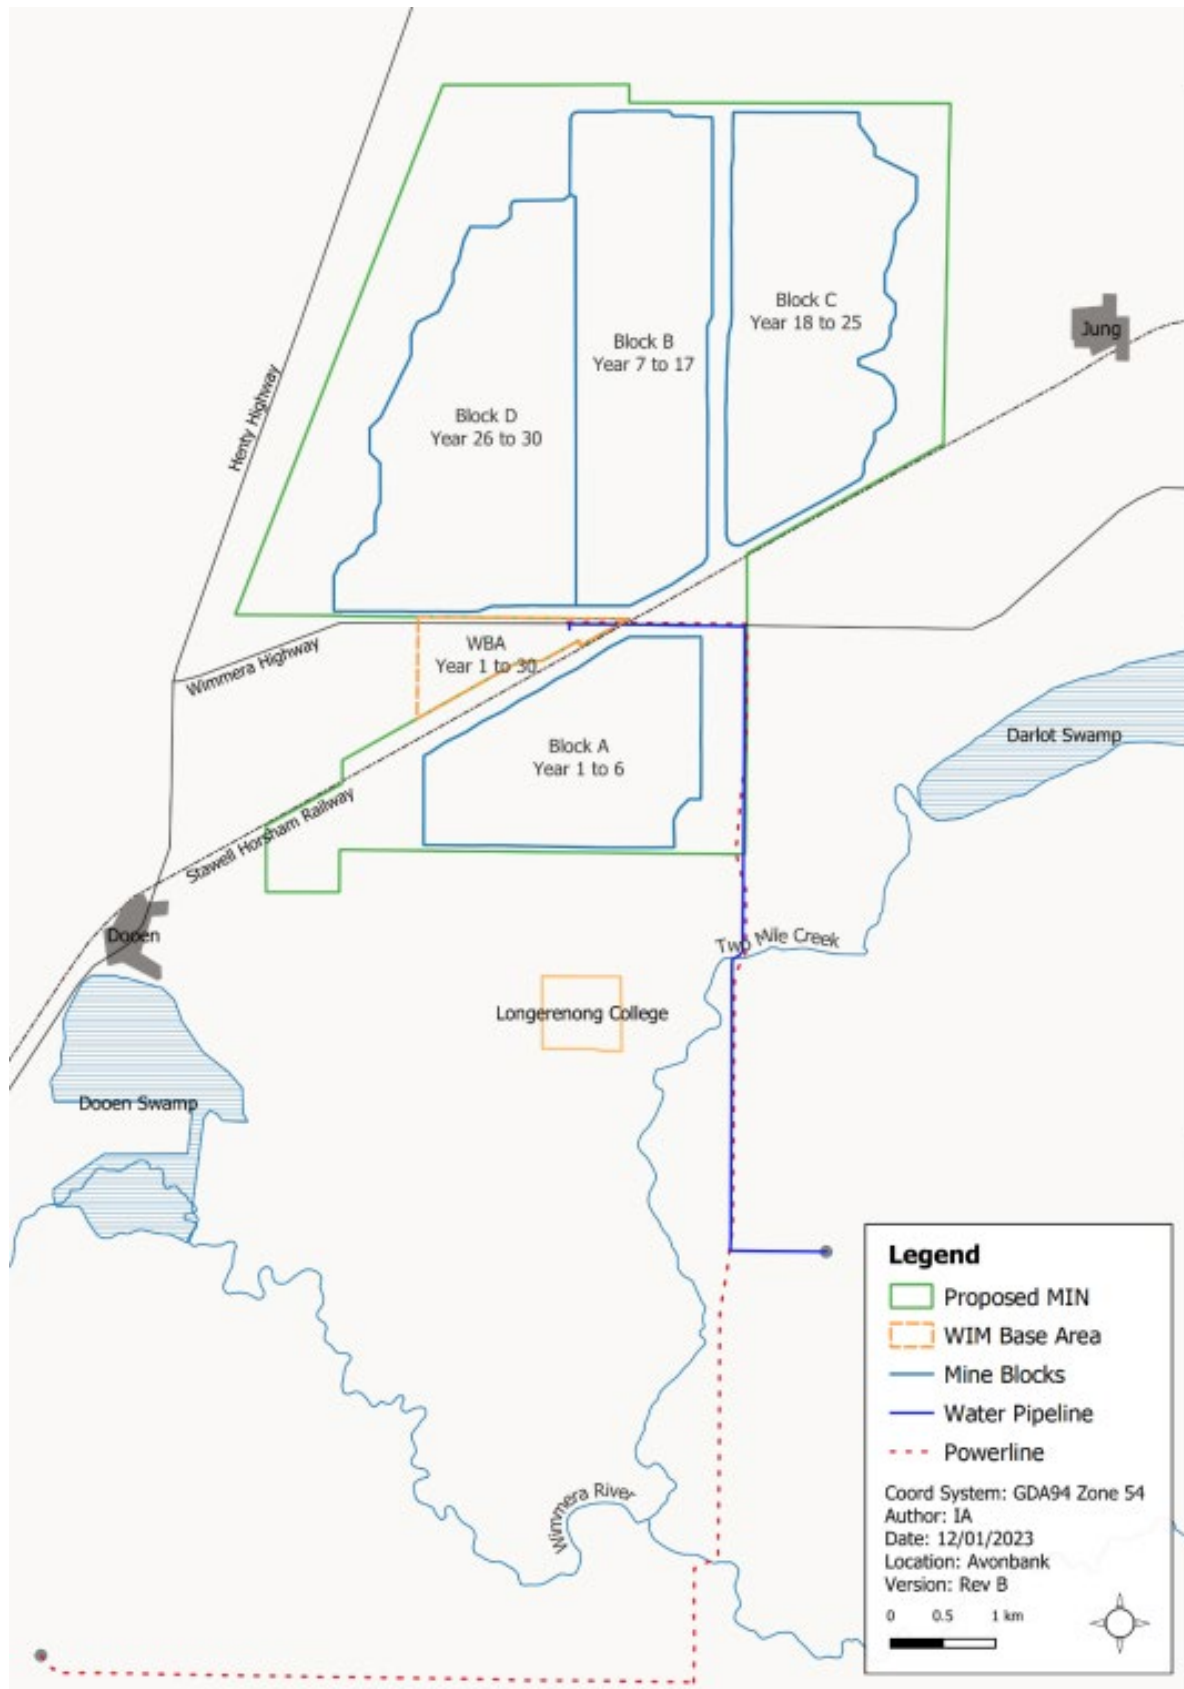 Block C
Year 18 to 25
Jung
Block B
Year 7 to 17
Henty Highway
Block D
Year 26 to 30
WBA
Year 1 to 30
Wimmera Highway
Darlot Swamp
Block A
Year 1 to 6
Stawell Horsham Railway
Dooen
Two Mile Creek
Longerenong College
Dooen Swamp
Legend
Proposed MIN
WIM Base Area
Mine Blocks
Water Pipeline
Powerline
Wimmera River
Coord System: GDA94 Zone 54
Author: IA
Date: 12/01/2023
Location: Avonbank
Version: Rev B
0 0.5 1 km